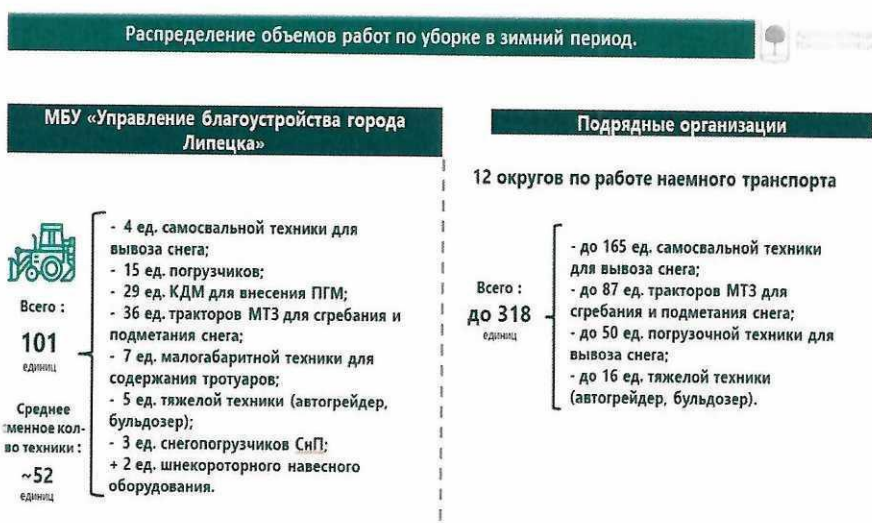 Распределение объемов работ по уборке в зимний период.
МБУ «Управление благоустройства города
Липецка»
Всего :
101
единиц
Среднее
сменное кол-
во техники :
~52
единиц
- 4 ед. самосвальной техники для
вывоза снега;
- 15 ед. погрузчиков;
- 29 ед. КДМ для внесения ПГМ;
- 36 ед. тракторов МТЗ для сгребания и
подметания снега;
- 7 ед. малогабаритной техники для
содержания тротуаров;
- 5 ед. тяжелой техники (автогрейдер,
бульдозер);
- 3 ед. снегопогрузчиков СнП;
+ 2 ед. шнекороторного навесного
оборудования.
Подрядные организации
12 округов по работе наемного транспорта
Всего :
до 318
единиц
- до 165 ед. самосвальной техники
для вывоза снега;
- до 87 ед. тракторов МТЗ для
сгребания и подметания снега;
- до 50 ед. погрузочной техники для
вывоза снега;
- до 16 ед. тяжелой техники
(автогрейдер, бульдозер).